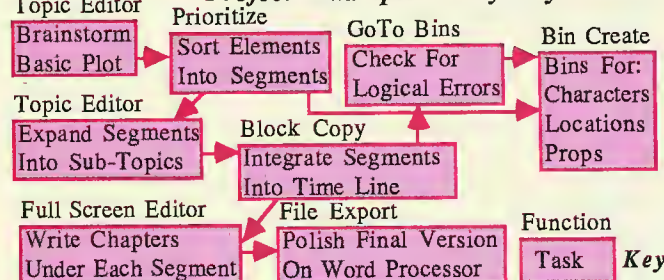 Topic Editor
Brainstorm
Basic Plot
Prioritize
Sort Elements
Into Segments
GoTo Bins
Check For
Logical Errors
Bin Create
Bins For:
Characters
Locations
Props
Topic Editor
Expand Segments
Into Sub-Topics
Block Copy
Integrate Segments
Into Time Line
Full Screen Editor
Write Chapters
Under Each Segment
File Export
Polish Final Version
On Word Processor
Function
Task
Key